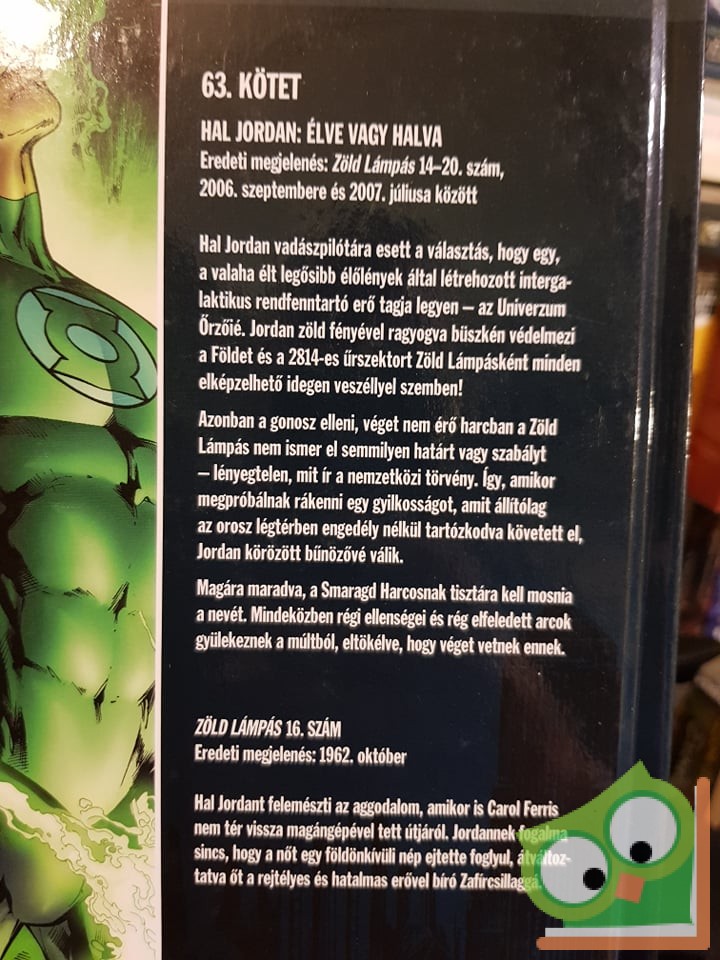 63. KÖTET
HAL JORDAN: ÉLVE VAGY HALVA
Eredeti megjelenés: Zöld Lámpás 14–20. szám,
2006. szeptembere és 2007. júliusa között
Hal Jordan vadászpilótára esett a választás, hogy egy,
a valaha élt legősibb élőlények által létrehozott interga-
laktikus rendfenntartó erő tagja legyen – az Univerzum
Őrzőié. Jordan zöld fényével ragyogva büszkén védelmezi
a Földet és a 2814-es űrszektort Zöld Lámpásként minden
elképzelhető idegen veszéllyel szemben!
Azonban a gonosz elleni, véget nem érő harcban a Zöld
Lámpás nem ismer el semmilyen határt vagy szabályt
– lényegtelen, mit ír a nemzetközi törvény. Így, amikor
megpróbálnak rákenni egy gyilkosságot, amit állítólag
az orosz légtérben engedély nélkül tartózkodva követett el,
Jordan körözött bűnözővé válik.
Magára maradva, a Smaragd Harcosnak tisztára kell mosnia
a nevét. Mindeközben régi ellenségei és rég elfeledett arcok
gyülekeznek a múltból, eltökélve, hogy véget vetnek ennek.
ZÖLD LÁMPÁS 16. SZÁM
Eredeti megjelenés: 1962. október
Hal Jordant felemészti az aggodalom, amikor is Carol Ferris
nem tér vissza magángépével tett útjáról. Jordannek fogalma
sincs, hogy a nőt egy földönkívüli nép ejtette foglyul, átváltoz-
tatva őt a rejtélyes és hatalmas erővel bíró Zafírcsillaggá.